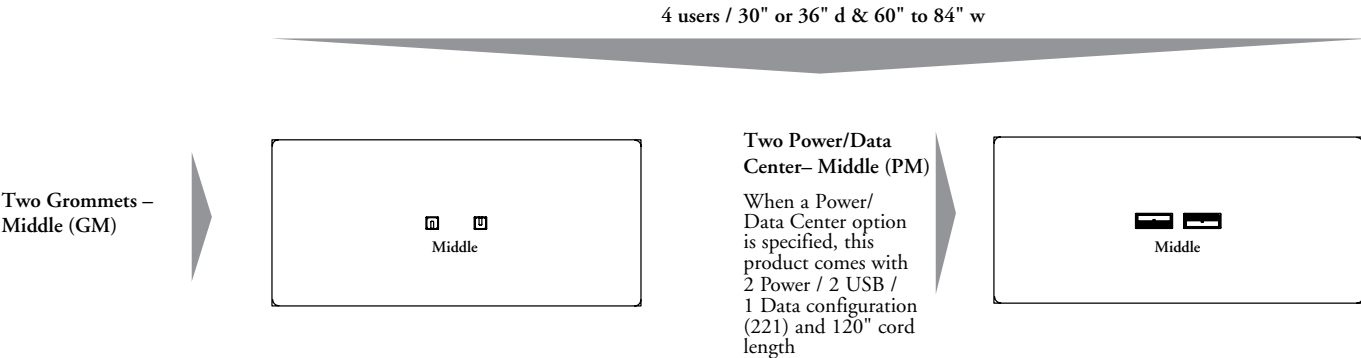 4 users / 30" or 36" d & 60" to 84" w
Two Grommets –
Middle (GM)
Middle
Two Power/Data
Center– Middle (PM)
When a Power/
Data Center option
is specified, this
product comes with
2 Power / 2 USB /
1 Data configuration
(221) and 120" cord
length
Middle